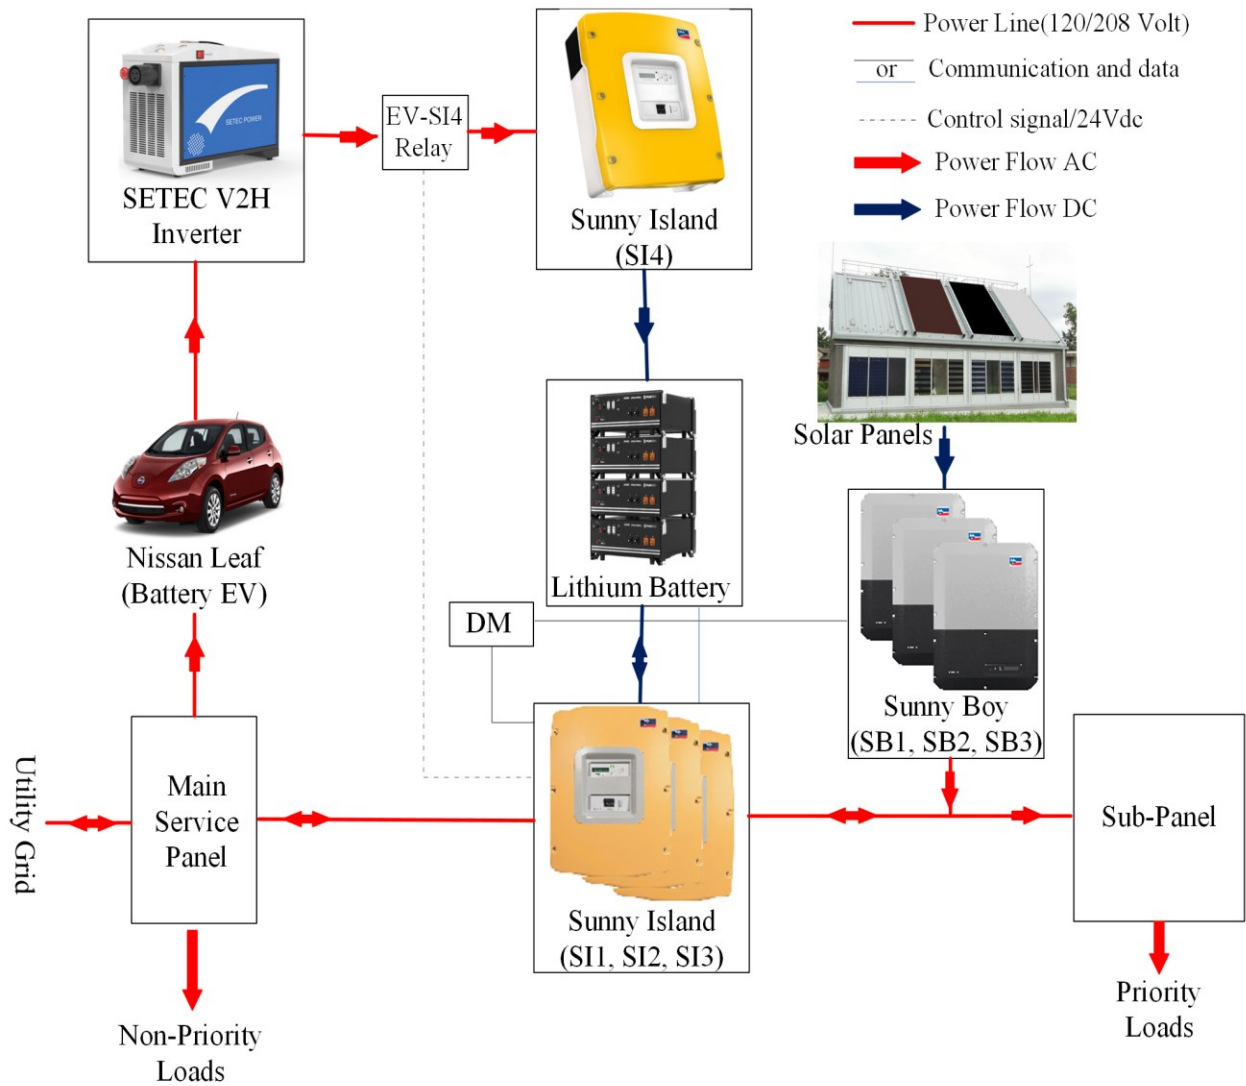 Power Line(120/208 Volt)
or Communication and data
Control signal/24Vdc
Power Flow AC
Power Flow DC
SETEC POWER
SETEC V2H
Inverter
EV-SI4
Relay
Sunny Island
(SI4)
Solar Panels
Nissan Leaf
(Battery EV)
Lithium Battery
DM
Sunny Boy
(SB1, SB2, SB3)
Utility Grid
Main
Service
Panel
Sunny Island
(SI1, SI2, SI3)
Sub-Panel
Non-Priority
Loads
Priority
Loads